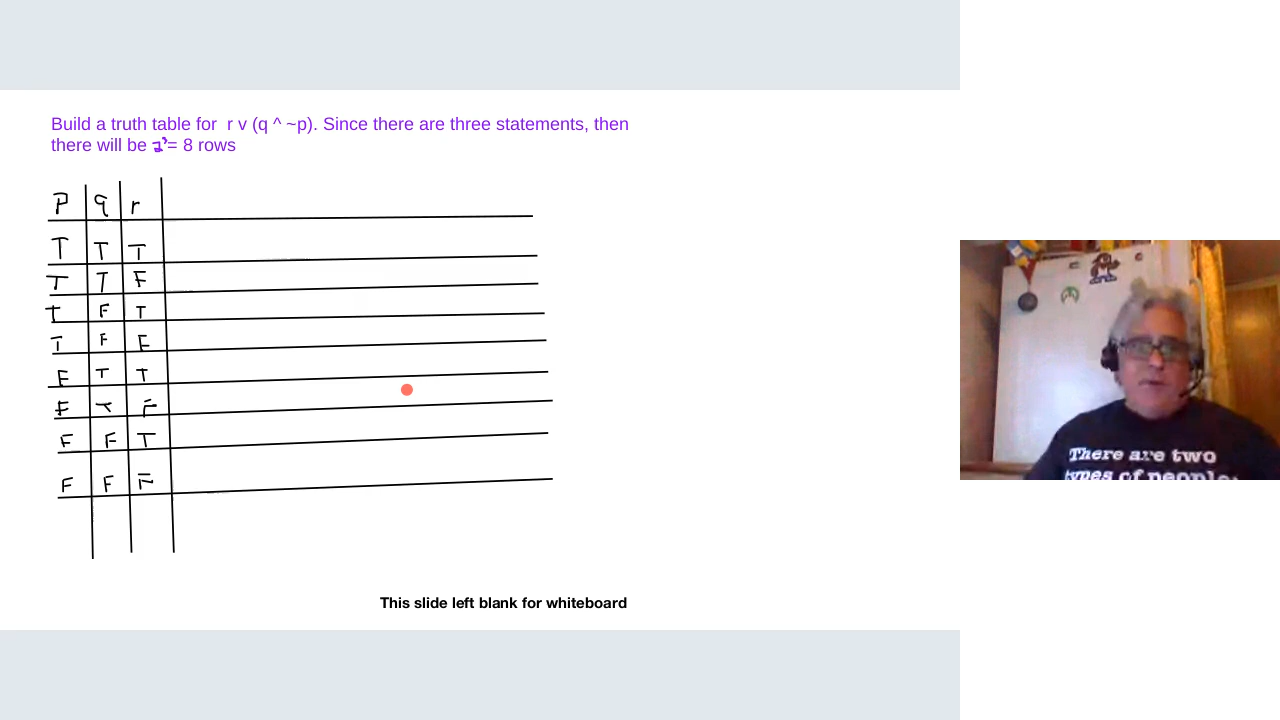 Build a truth table for r v (q ^ ~p). Since there are three statements, then
there will be 2³= 8 rows
P q r
T T T
T T F
T F T
T F F
F T T
F T F
F F T
F F F
There are two
types of people:
This slide left blank for whiteboard